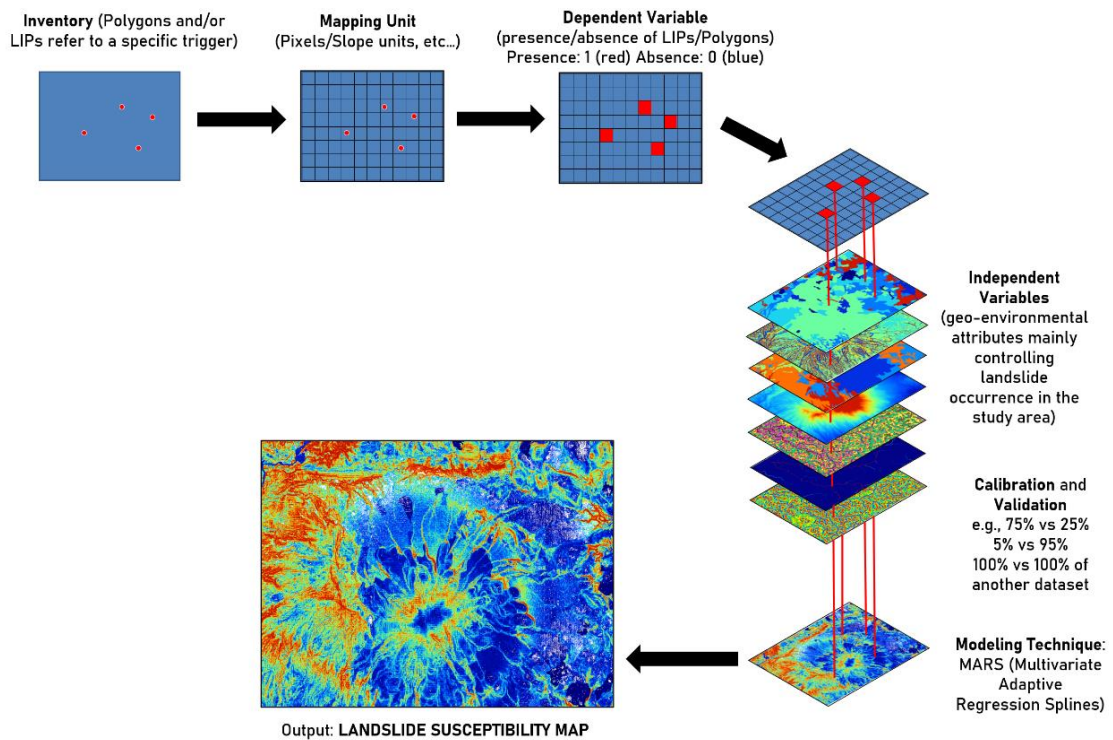 Inventory (Polygons and/or
LIPs refer to a specific trigger)
Mapping Unit
(Pixels/Slope units, etc...)
Dependent Variable
(presence/absence of LIPs/Polygons)
Presence: 1 (red) Absence: 0 (blue)
Independent
Variables
(geo-environmental
attributes mainly
controlling
landslide
occurrence in the
study area)
Calibration and
Validation
e.g., 75% vs 25%
5% vs 95%
100% vs 100% of
another dataset
Modeling Technique:
MARS (Multivariate
Adaptive
Regression Splines)
Output: LANDSLIDE SUSCEPTIBILITY MAP